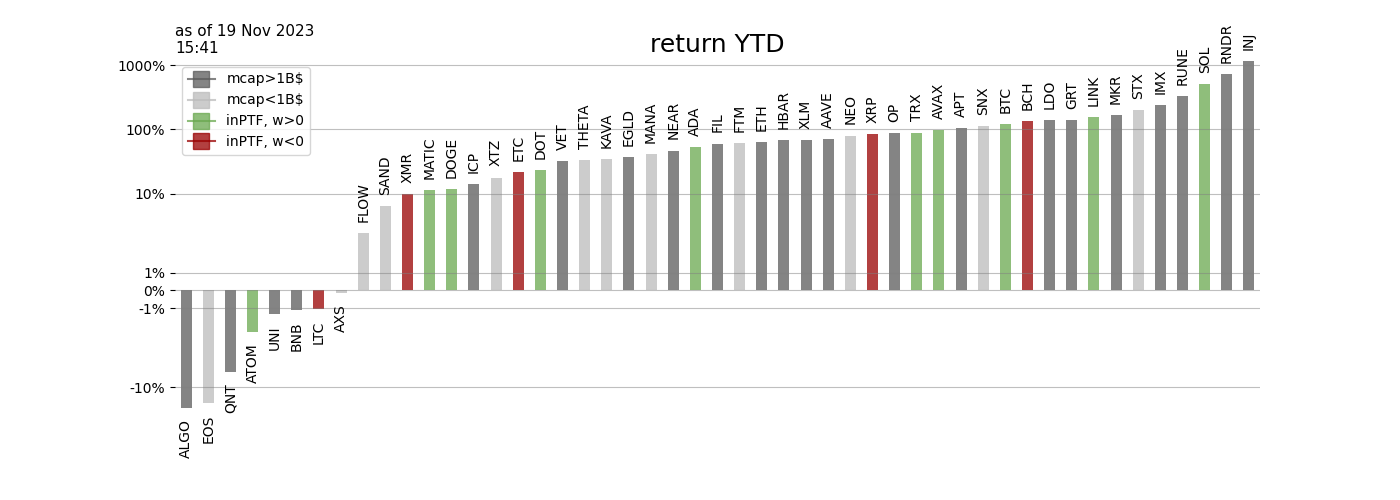 as of 19 Nov 2023
15:41
return YTD
1000%
100%
10%
1%
0%
-1%
-10%
mcap>1B$
mcap<1B$
inPTF, w>0
inPTF, w<0
ALGO
EOS
QNT
ATOM
UNI
BNB
LTC
AXS
FLOW
SAND
XMR
MATIC
DOGE
ICP
XTZ
ETC
DOT
VET
THETA
KAVA
EGLD
MANA
NEAR
ADA
FIL
FTM
ETH
HBAR
XLM
AAVE
NEO
XRP
OP
TRX
AVAX
APT
SNX
BTC
BCH
LDO
GRT
LINK
MKR
STX
IMX
RUNE
SOL
RNDR
INJ